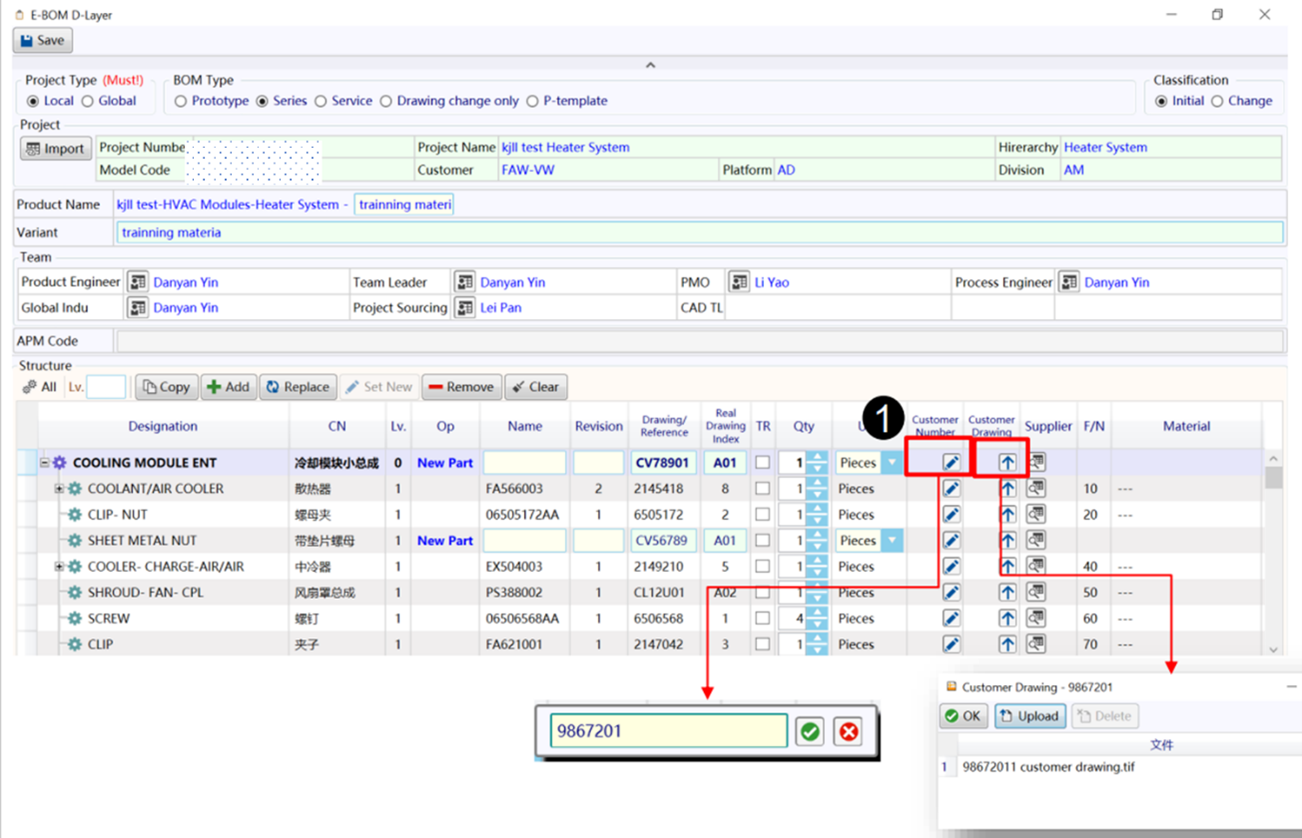 E-BOM D-Layer
Save
Project Type (Must!) BOM Type Classification
Local Global Prototype Series Service Drawing change only P-template Initial Change
Project
Import Project Numbe Project Name kjll test Heater System Hirerarchy Heater System
Model Code Customer FAW-VW Platform AD Division AM
Product Name kjll test-HVAC Modules-Heater System - trainning materi
Variant trainning materia
Team
Product Engineer Danyan Yin Team Leader Danyan Yin PMO Li Yao Process Engineer Danyan Yin
Global Indu Danyan Yin Project Sourcing Lei Pan CAD TL
APM Code
Structure
All Lv. Copy Add Replace Set New Remove Clear
Designation CN Lv. Op Name Revision Drawing/ Reference Real Drawing Index TR Qty 1 Customer Number Customer Drawing Supplier F/N Material
COOLING MODULE ENT 冷却模块小总成 0 New Part CV78901 A01 1 Pieces
COOLANT/AIR COOLER 散热器 1 FA566003 2 2145418 8 1 Pieces 10 ---
CLIP- NUT 螺母夹 1 06505172AA 1 6505172 2 1 Pieces 20 ---
SHEET METAL NUT 带垫片螺母 1 New Part CV56789 A01 1 Pieces
COOLER- CHARGE-AIR/AIR 中冷器 1 EX504003 1 2149210 5 1 Pieces 40 ---
SHROUD- FAN- CPL 风扇罩总成 1 PS388002 1 CL12U01 A02 1 Pieces 50 ---
SCREW 螺钉 1 06506568AA 1 6506568 1 4 Pieces 60 ---
CLIP 夹子 1 FA621001 1 2147042 3 1 Pieces 70 ---
9867201
Customer Drawing - 9867201
OK Upload Delete
文件
1 98672011 customer drawing.tif